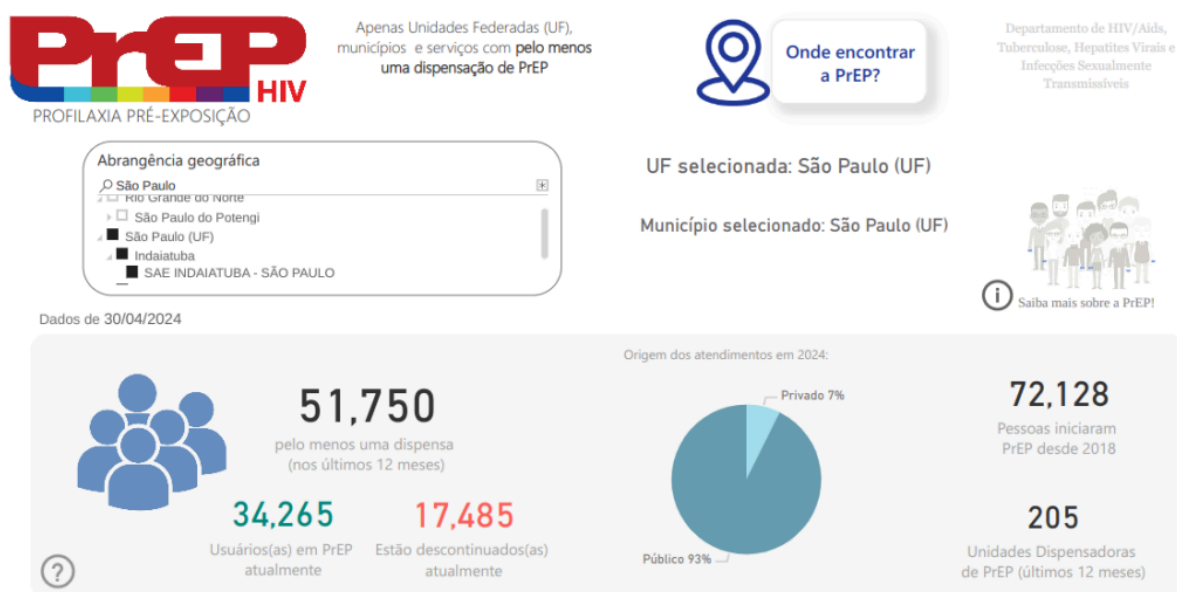 PrEP
HIV
PROFILAXIA PRÉ-EXPOSIÇÃO
Apenas Unidades Federadas (UF),
municípios e serviços com pelo menos
uma dispensação de PrEP
Onde encontrar
a PrEP?
Departamento de HIV/Aids,
Tuberculose, Hepatites Virais e
Infecções Sexualmente
Transmissíveis
Abrangência geográfica
São Paulo
Rio Grande do Norte
São Paulo do Potengi
São Paulo (UF)
Indaiatuba
SAE INDAIATUBA - SÃO PAULO
UF selecionada: São Paulo (UF)
Município selecionado: São Paulo (UF)
Saiba mais sobre a PrEP!
Dados de 30/04/2024
51,750
pelo menos uma dispensa
(nos últimos 12 meses)
34,265
Usuários(as) em PrEP
atualmente
17,485
Estão descontinuados(as)
atualmente
Origem dos atendimentos em 2024:
Privado 7%
Público 93%
72,128
Pessoas iniciaram
PrEP desde 2018
205
Unidades Dispensadoras
de PrEP (últimos 12 meses)